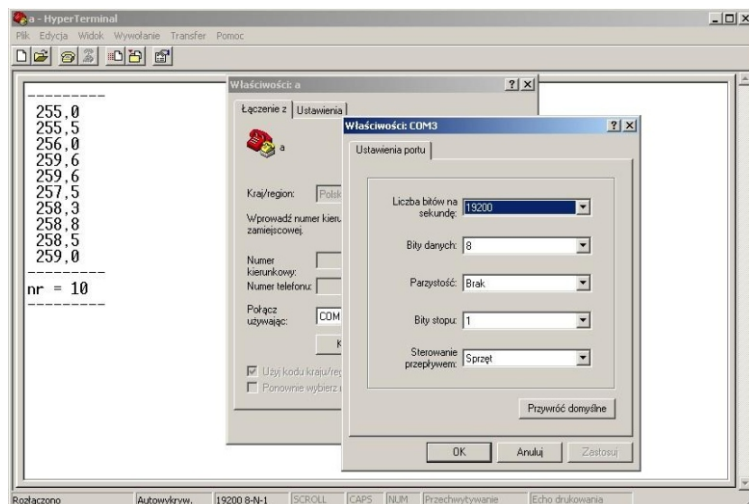 a - HyperTerminal
Plik Edycja Widok Wywołanie Transfer Pomoc
---------
255,0
255,5
256,0
259,6
259,6
257,5
258,3
258,8
258,5
259,0
---------
nr = 10
---------
Właściwości: a
Łączenie z Ustawienia
a
Kraj/region: Polsk
Wprowadź numer kieru
zamiejscowej.
Numer
kierunkowy:
Numer telefonu:
Połącz
używając: COM
K
Użyj kodu kraju/reg
Ponownie wybierz
Właściwości: COM3
Ustawienia portu
Liczba bitów na
sekundę: 19200
Bity danych: 8
Parzystość: Brak
Bity stopu: 1
Sterowanie
przepływem: Sprzęt
Przywróć domyślne
OK Anuluj Zastosuj
Rozłączono Autowykryw. 19200 8-N-1 SCROLL CAPS NUM Przechwytywanie Echo drukowania